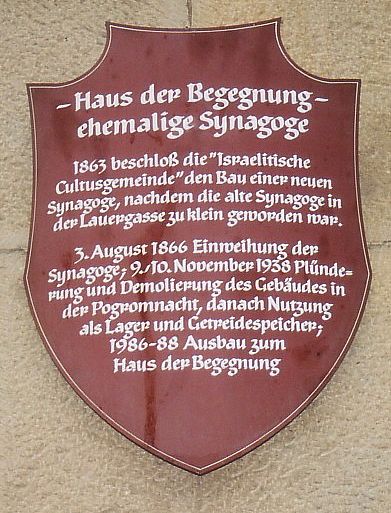 – Haus der Begegnung –
ehemalige Synagoge
1863 beschloß die "Israelitische
Cultusgemeinde" den Bau einer neuen
Synagoge, nachdem die alte Synagoge in
der Lauergasse zu klein geworden war.
3. August 1866 Einweihung der
Synagoge; 9./10. November 1938 Plünde-
rung und Demolierung des Gebäudes in
der Pogromnacht, danach Nutzung
als Lager und Getreidespeicher;
1986-88 Ausbau zum
Haus der Begegnung